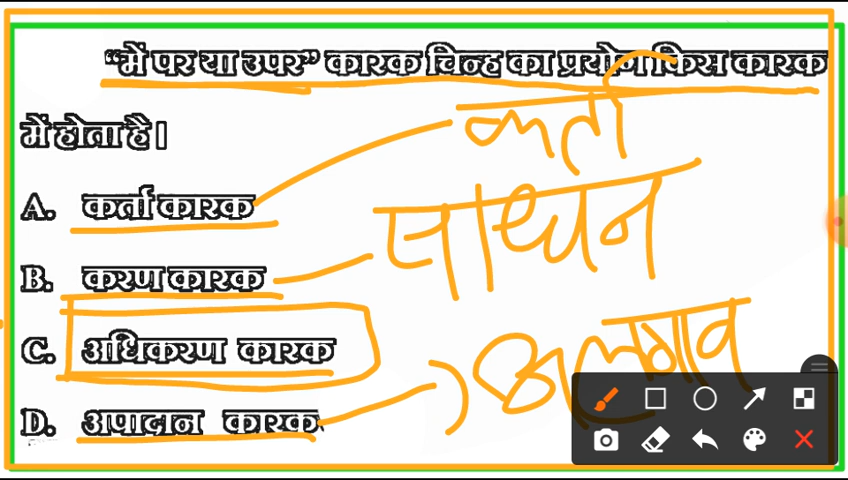 “में पर या उपर” कारक चिन्ह का प्रयोग किस कारक
में होता है।
कर्ता
A. कर्ता कारक
साधन
B. करण कारक
C. अधिकरण कारक
अलगाव
D. अपादान कारक